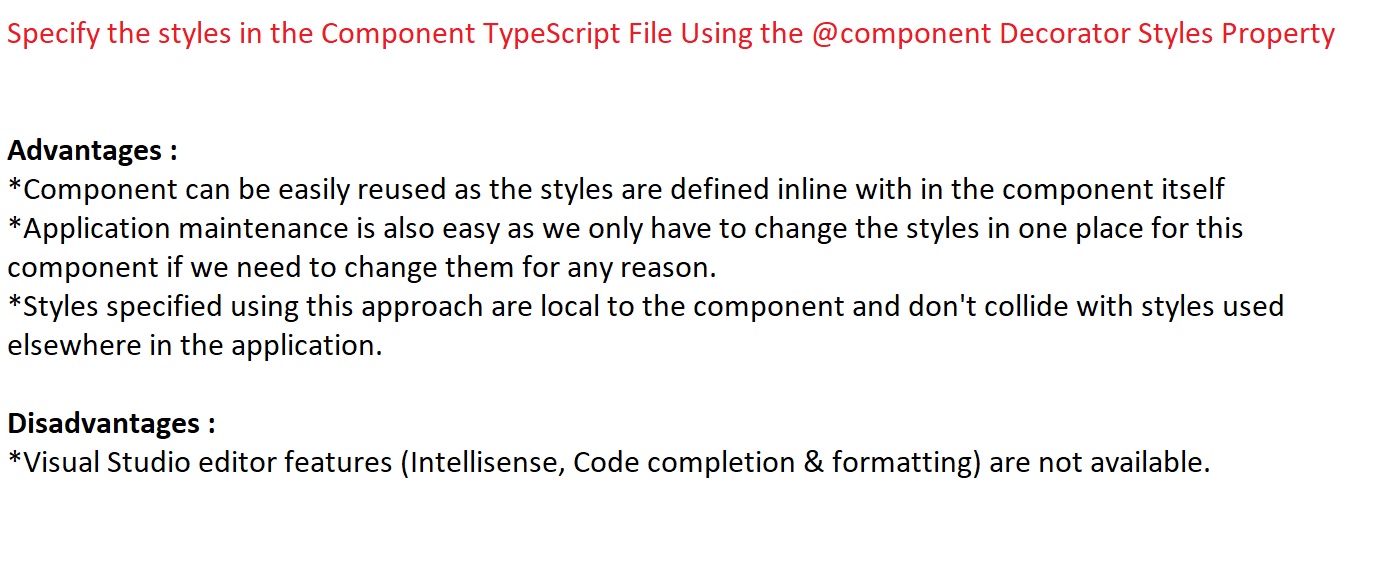 Specify the styles in the Component TypeScript File Using the @component Decorator Styles Property
Advantages :
*Component can be easily reused as the styles are defined inline with in the component itself
*Application maintenance is also easy as we only have to change the styles in one place for this
component if we need to change them for any reason.
*Styles specified using this approach are local to the component and don't collide with styles used
elsewhere in the application.
Disadvantages :
*Visual Studio editor features (Intellisense, Code completion & formatting) are not available.